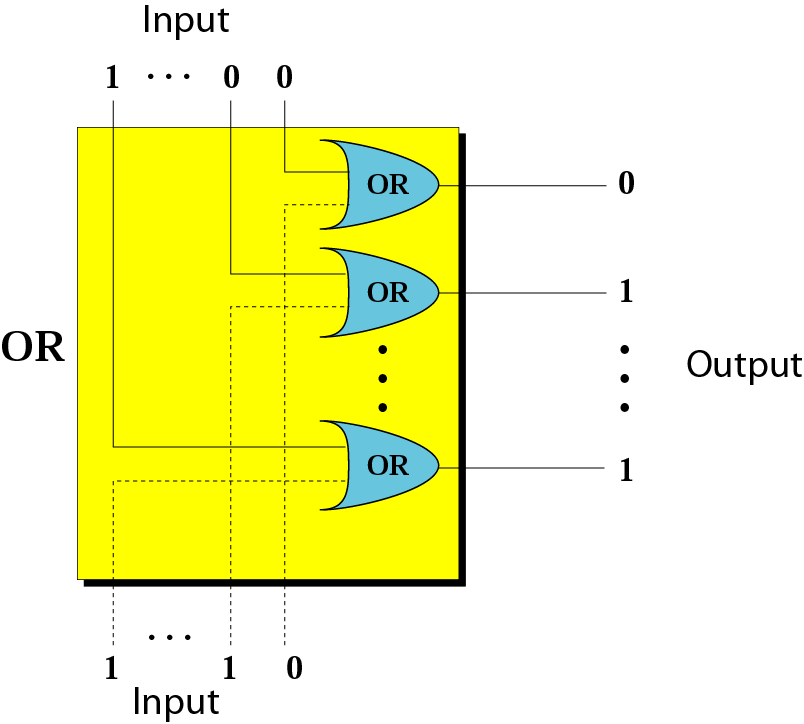 Input
1 ... 0 0
OR
0
OR
1
OR
Output
OR
1
1 ... 1 0
Input